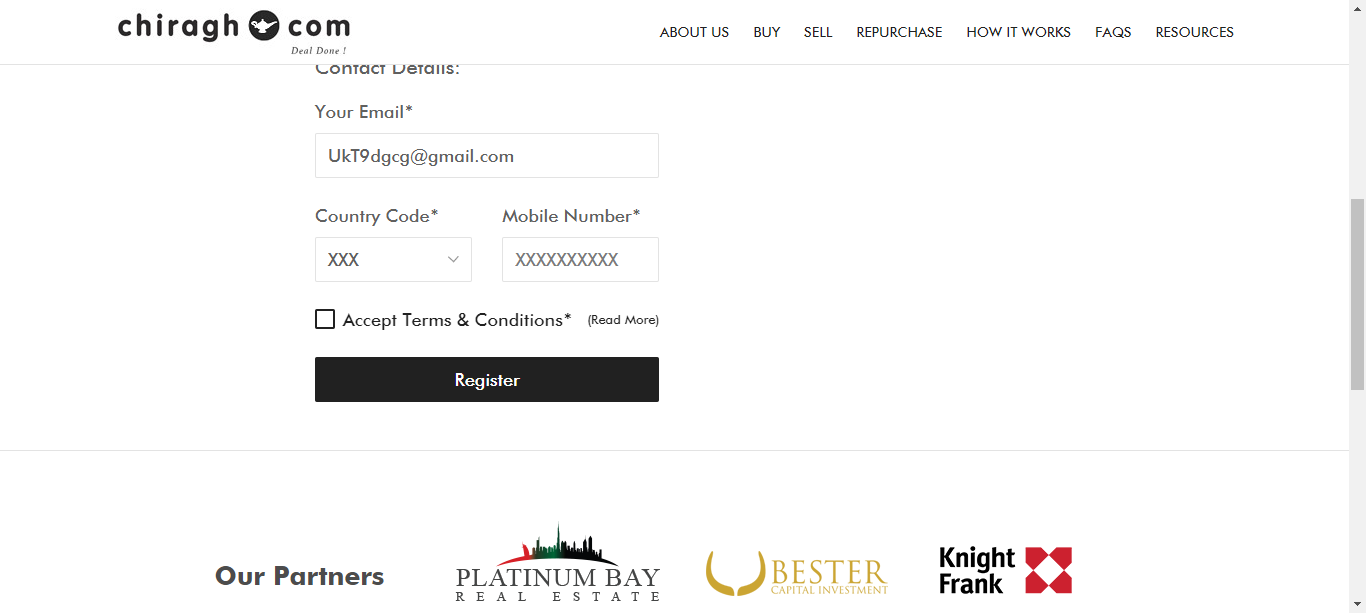 chiragh com
Deal Done !
ABOUT US BUY SELL REPURCHASE HOW IT WORKS FAQS RESOURCES
Contact Details:
Your Email*
UkT9dgcg@gmail.com
Country Code* Mobile Number*
XXX XXXXXXXXXX
Accept Terms & Conditions* (Read More)
Register
Our Partners
PLATINUM BAY
REAL ESTATE
BESTER
CAPITAL INVESTMENT
Knight
Frank